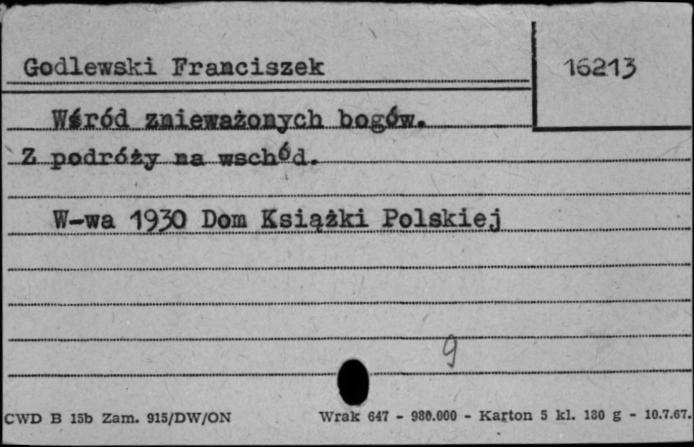 Godlewski Franciszek
16213
Wśród znieważonych bogów.
Z podróży na wschód.
W-wa 1930 Dom Książki Polskiej
9
CWD B 15b Zam. 915/DW/ON
Wrak 647 - 980.000 - Karton 5 kl. 180 g - 10.7.67.